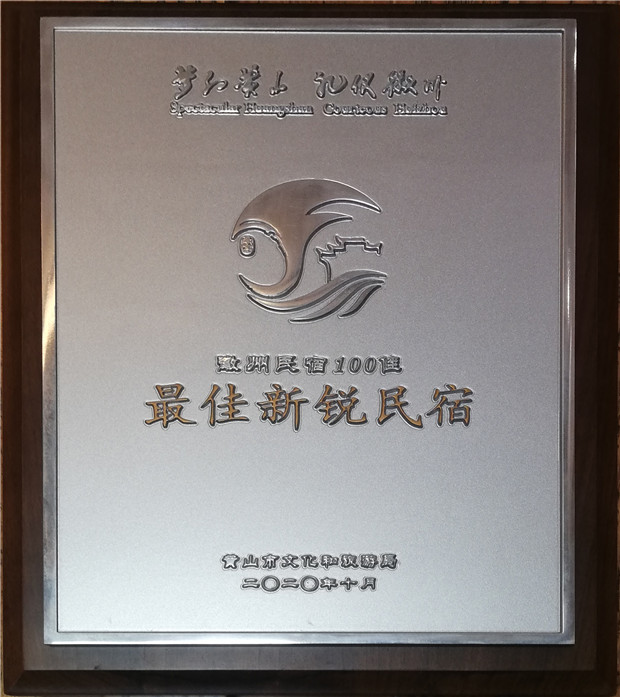 梦幻黄山 礼仪徽州
Spectacular Huangshan Courteous Huizhou
徽州民宿100佳
最佳新锐民宿
黄山市文化和旅游局
二〇二〇年十月